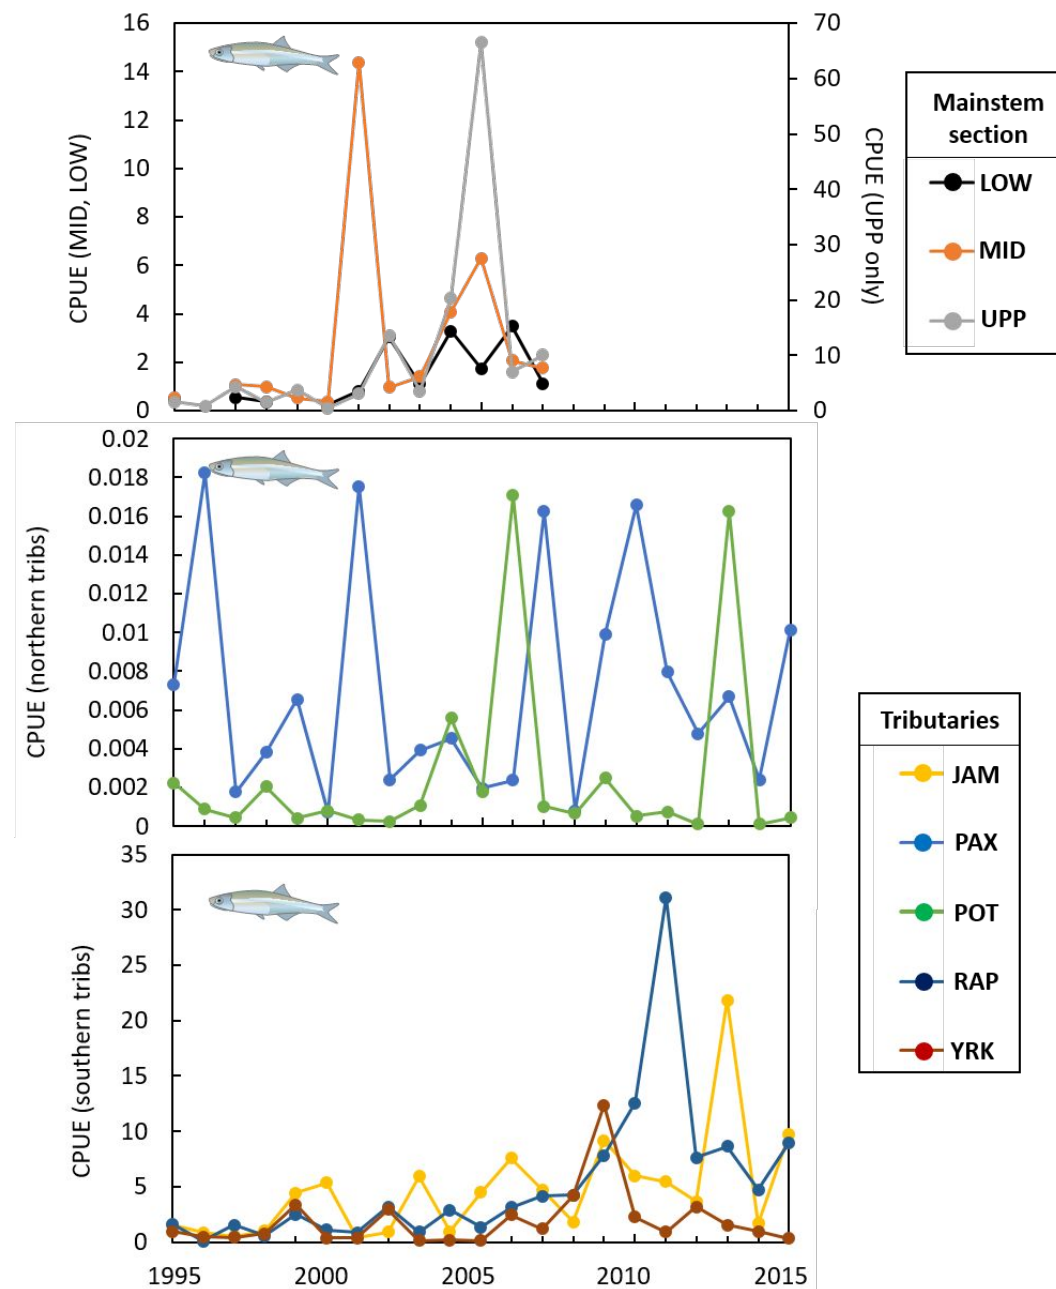 16
14
12
10
8
6
4
2
0
CPUE (MID, LOW)
70
60
50
40
30
20
10
0
CPUE (UPP only)
Mainstem
section
LOW
MID
UPP
0.02
0.018
0.016
0.014
0.012
0.01
0.008
0.006
0.004
0.002
0
CPUE (northern tribs)
Tributaries
JAM
PAX
POT
RAP
YRK
35
30
25
20
15
10
5
0
CPUE (southern tribs)
1995 2000 2005 2010 2015